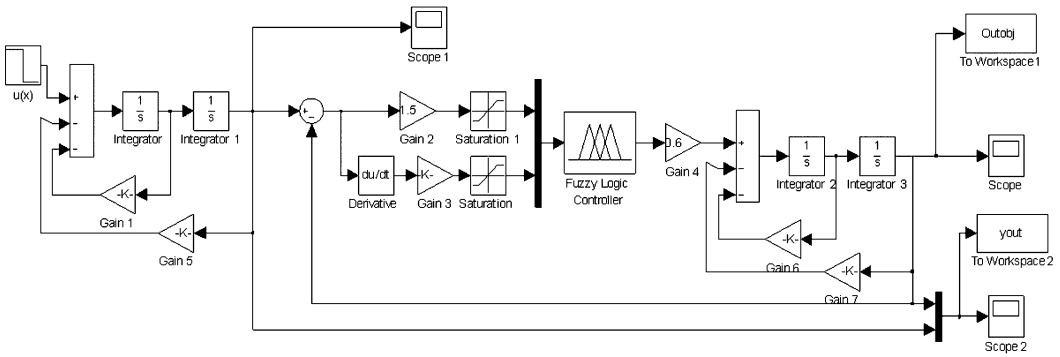 Scope 1
Outobj
To Workspace1
u(x)
+
−
−
1
s
Integrator
1
s
Integrator 1
+
−
1.5
Gain 2
Saturation 1
Fuzzy Logic
Controller
0.6
Gain 4
+
−
−
1
s
Integrator 2
1
s
Integrator 3
Scope
-K-
Gain 1
-K-
Gain 5
du/dt
Derivative
-K-
Gain 3
Saturation
-K-
Gain 6
-K-
Gain 7
yout
To Workspace2
Scope 2